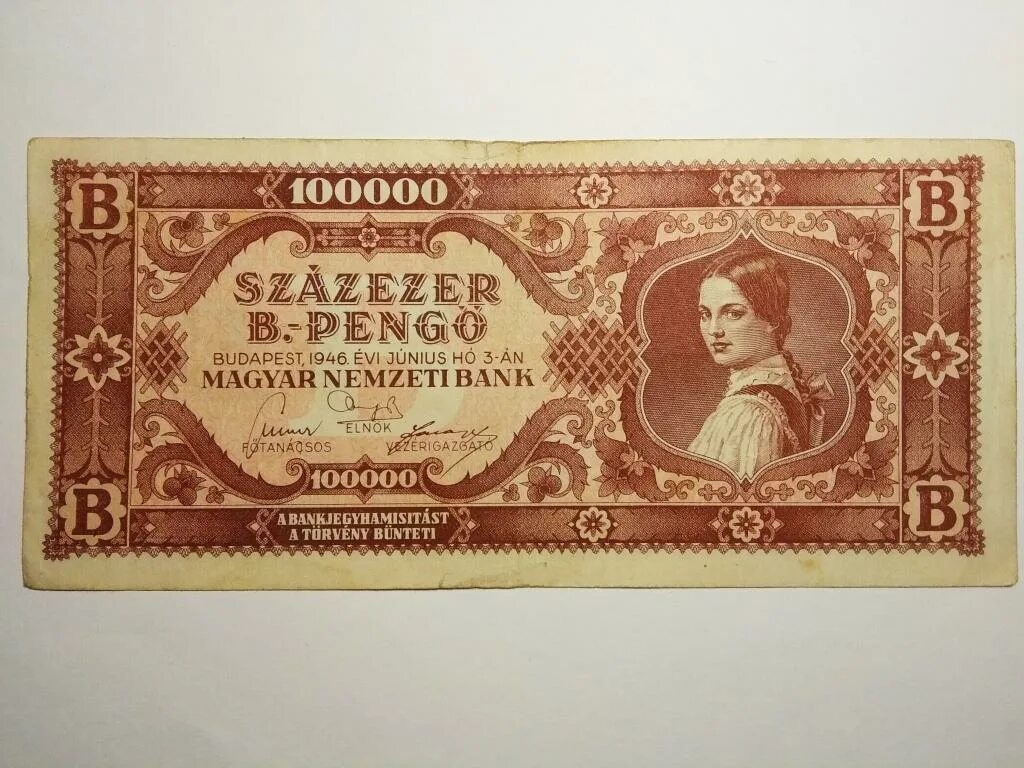 B 100000 B
SZÁZEZER
B.-PENGŐ
BUDAPEST, 1946. ÉVI JÚNIUS HÓ 3-ÁN
MAGYAR NEMZETI BANK
ELNÖK
FŐTANÁCSOS VEZÉRIGAZGATÓ
100000
B B
A BANKJEGYHAMISITÁST
A TÖRVÉNY BÜNTETI